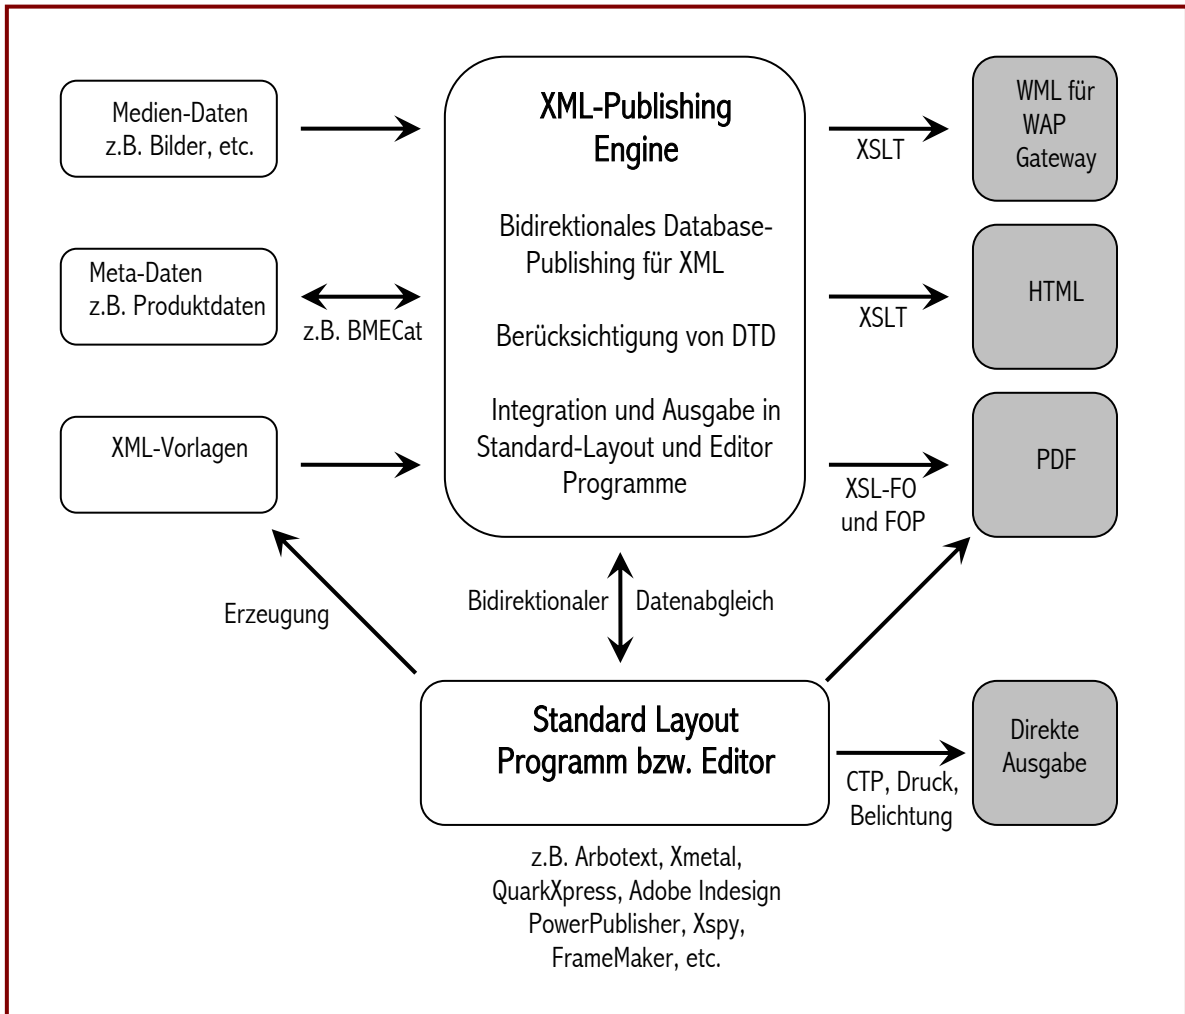 Medien-Daten
z.B. Bilder, etc.
XML-Publishing
Engine
XSLT
WML für
WAP
Gateway
Meta-Daten
z.B. Produktdaten
z.B. BMECat
Bidirektionales Database-
Publishing für XML
Berücksichtigung von DTD
XSLT
HTML
XML-Vorlagen
Integration und Ausgabe in
Standard-Layout und Editor
Programme
XSL-FO
und FOP
PDF
Erzeugung
Bidirektionaler
Datenabgleich
Standard Layout
Programm bzw. Editor
CTP, Druck,
Belichtung
Direkte
Ausgabe
z.B. Arbotext, Xmetal,
QuarkXpress, Adobe Indesign
PowerPublisher, Xspy,
FrameMaker, etc.